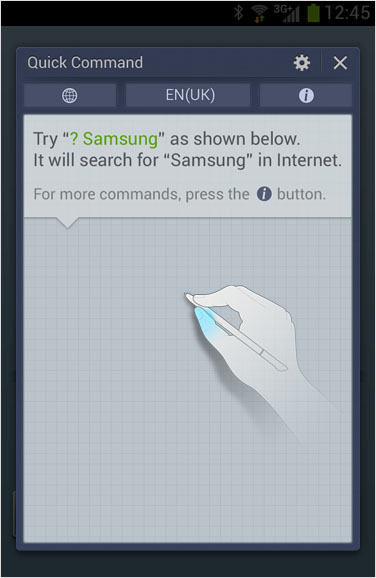 3G+ 12:45
Quick Command
EN(UK)
Try “? Samsung” as shown below.
It will search for “Samsung” in Internet.
For more commands, press the i button.